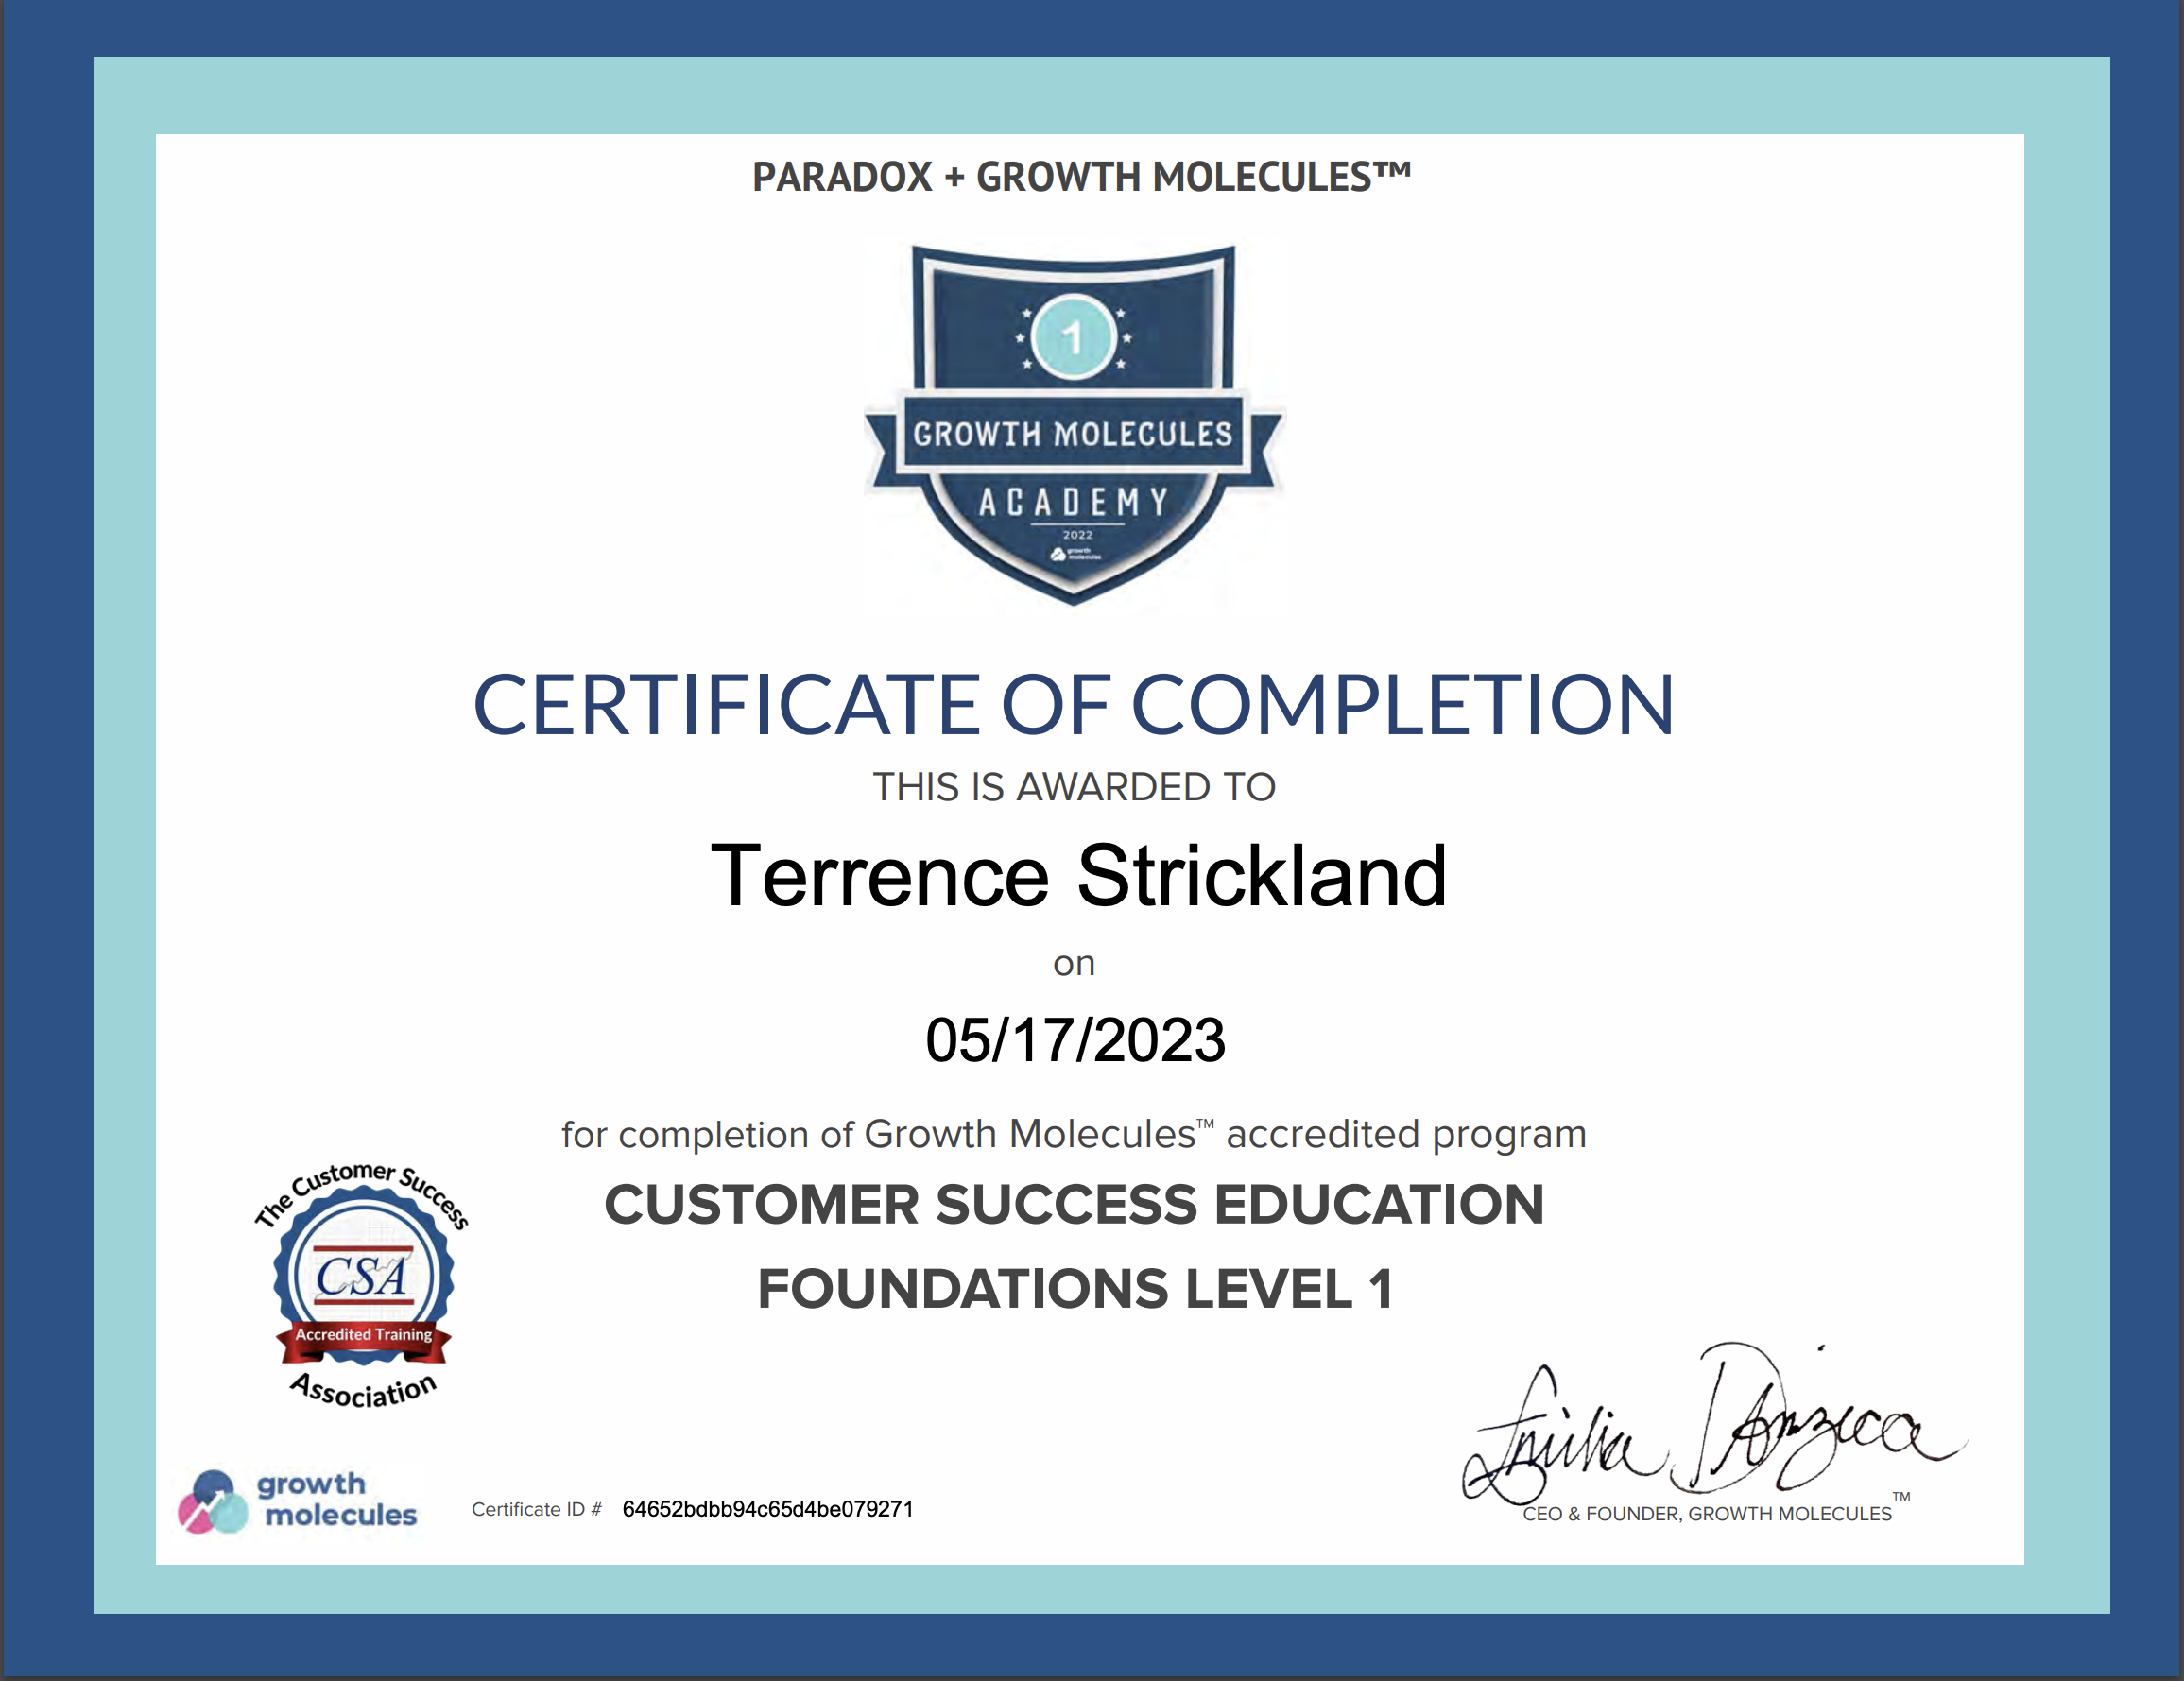 PARADOX + GROWTH MOLECULES™
1
GROWTH MOLECULES
ACADEMY
2022
growth
molecules
CERTIFICATE OF COMPLETION
THIS IS AWARDED TO
Terrence Strickland
on
05/17/2023
for completion of Growth Molecules™ accredited program
CUSTOMER SUCCESS EDUCATION
FOUNDATIONS LEVEL 1
The Customer Success
CSA
Accredited Training
Association
Emilia DAnzica
CEO & FOUNDER, GROWTH MOLECULES™
growth
molecules
Certificate ID # 64652bdbb94c65d4be079271